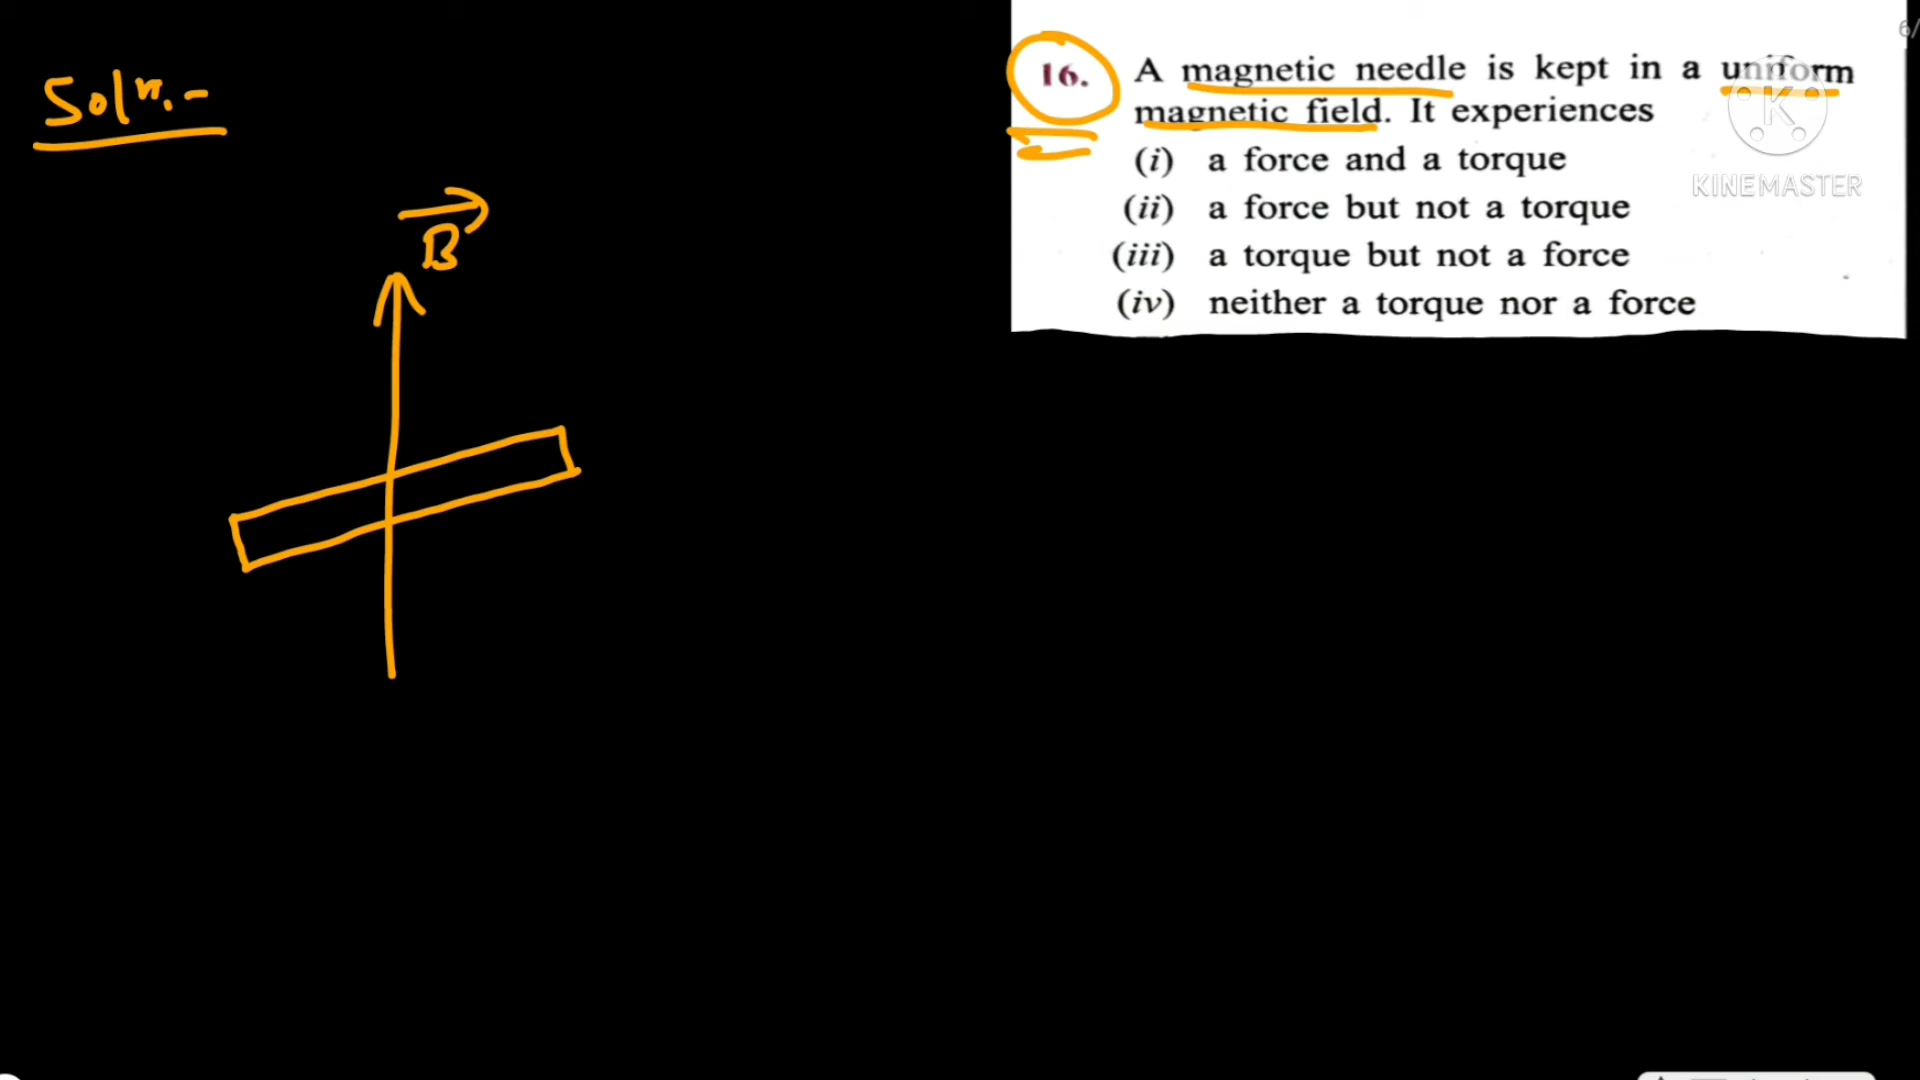 Solⁿ.-
B
16. A magnetic needle is kept in a uniform
magnetic field. It experiences
(i) a force and a torque
(ii) a force but not a torque
(iii) a torque but not a force
(iv) neither a torque nor a force
K
KINEMASTER
6/